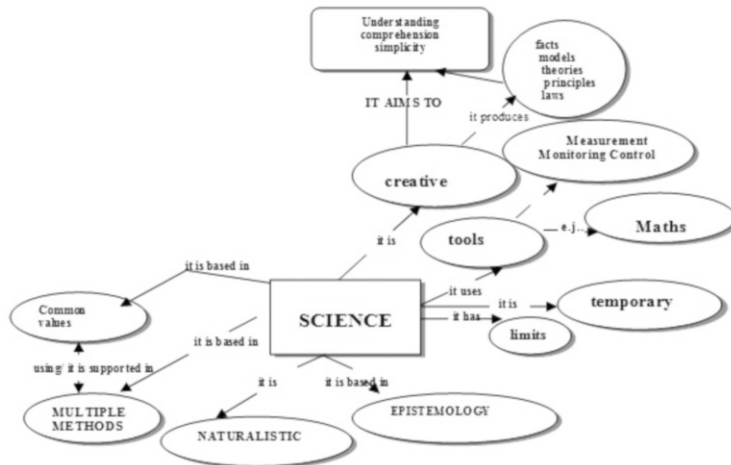 Understanding
comprehension
simplicity
facts
models
theories
principles
laws
IT AIMS TO
it produces
Measurement
Monitoring Control
creative
it is
tools
e.j..
Maths
it is based in
it uses
Common
values
SCIENCE
it is
temporary
it has
limits
it is based in
using/ it is supported in
it is
it is based in
MULTIPLE
METHODS
NATURALISTIC
EPISTEMOLOGY